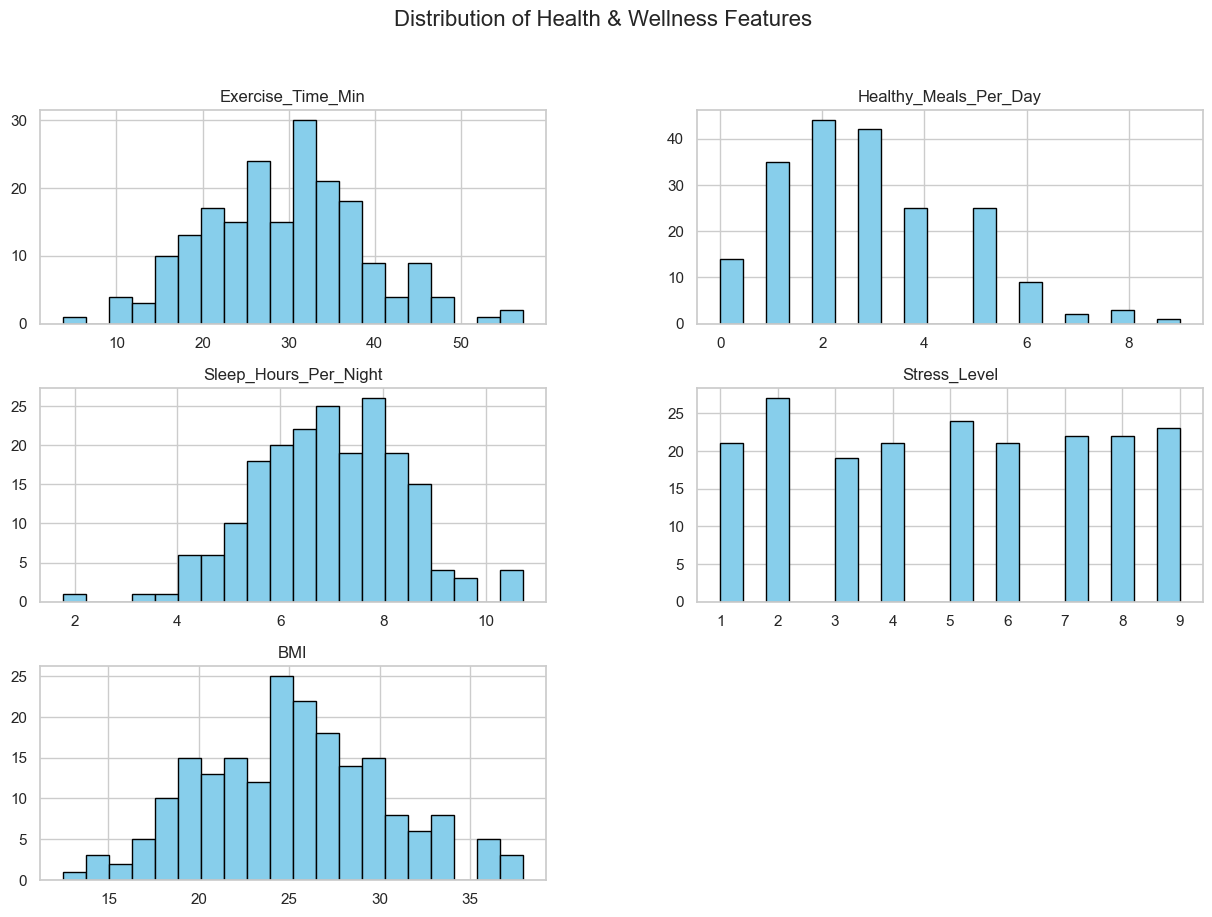 Distribution of Health & Wellness Features
Exercise_Time_Min
30
20
10
0
10 20 30 40 50
Healthy_Meals_Per_Day
40
30
20
10
0
0 2 4 6 8
Sleep_Hours_Per_Night
25
20
15
10
5
0
2 4 6 8 10
Stress_Level
25
20
15
10
5
0
1 2 3 4 5 6 7 8 9
BMI
25
20
15
10
5
0
15 20 25 30 35